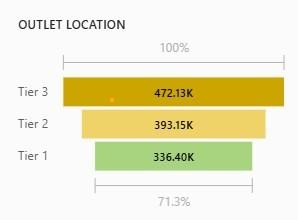 OUTLET LOCATION
100%
Tier 3 472.13K
Tier 2 393.15K
Tier 1 336.40K
71.3%